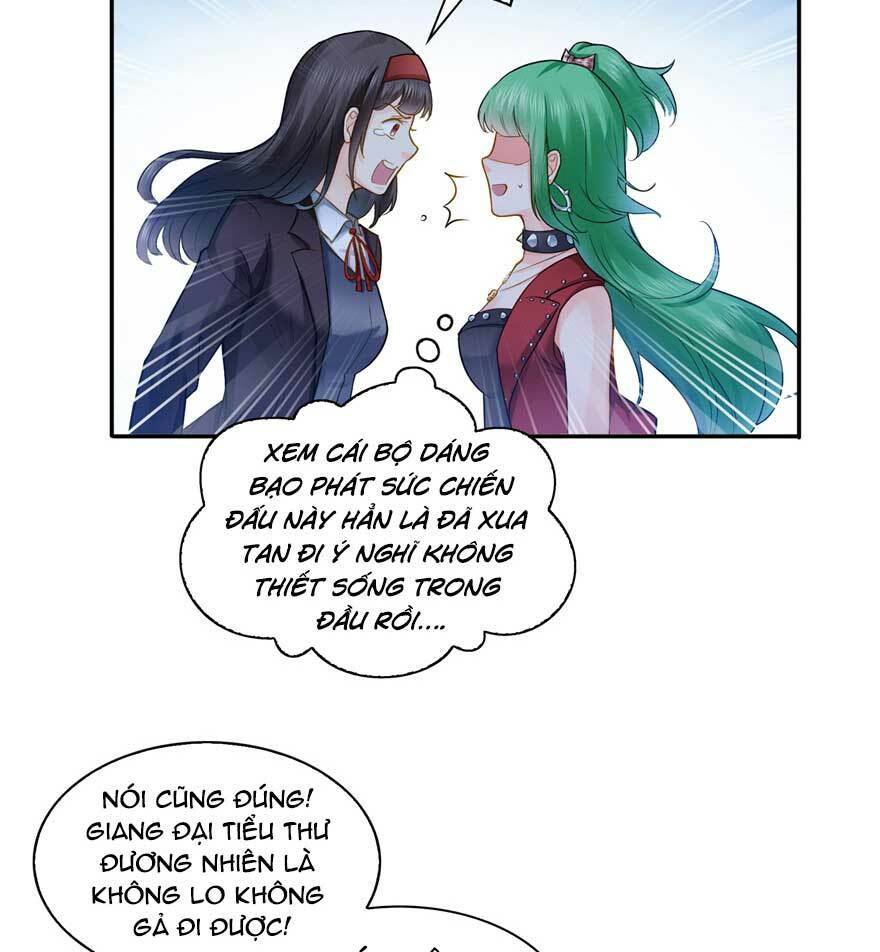 XEM CÁI BỘ DÁNG
BẠO PHÁT SỨC CHIẾN
ĐẤU NÀY HẲN LÀ ĐÃ XUA
TAN ĐI Ý NGHĨ KHÔNG
THIẾT SỐNG TRONG
ĐẦU RỒI....
NÓI CŨNG ĐÚNG!
GIANG ĐẠI TIỂU THƯ
ĐƯƠNG NHIÊN LÀ
KHÔNG LO KHÔNG
GẢ ĐI ĐƯỢC!